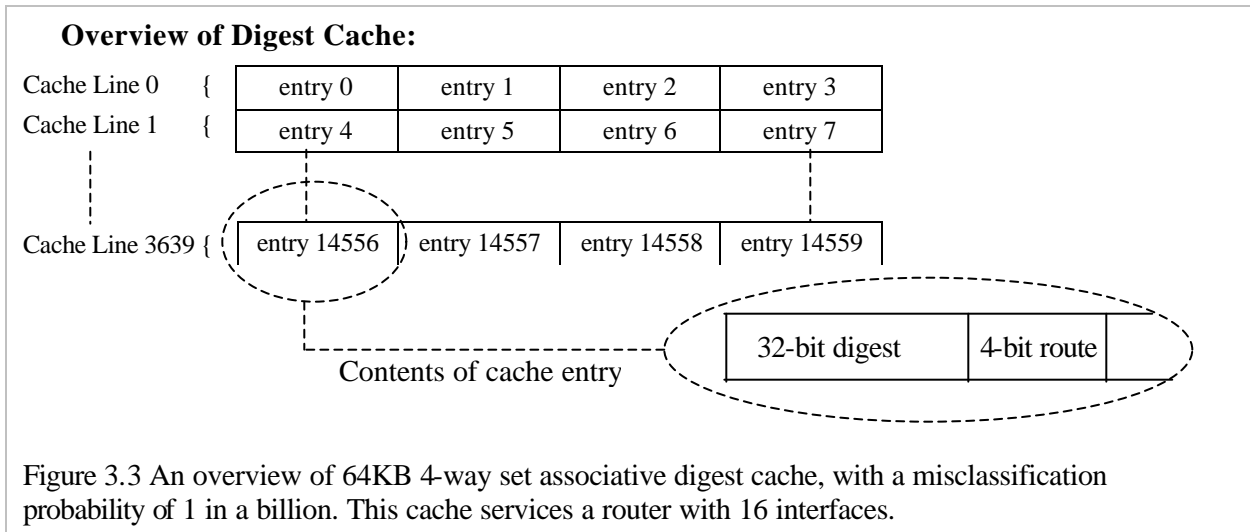 Overview of Digest Cache:
Cache Line 0 { entry 0 entry 1 entry 2 entry 3
Cache Line 1 { entry 4 entry 5 entry 6 entry 7
Cache Line 3639 { entry 14556 entry 14557 entry 14558 entry 14559
32-bit digest 4-bit route
Contents of cache entry
Figure 3.3 An overview of 64KB 4-way set associative digest cache, with a misclassification
probability of 1 in a billion. This cache services a router with 16 interfaces.